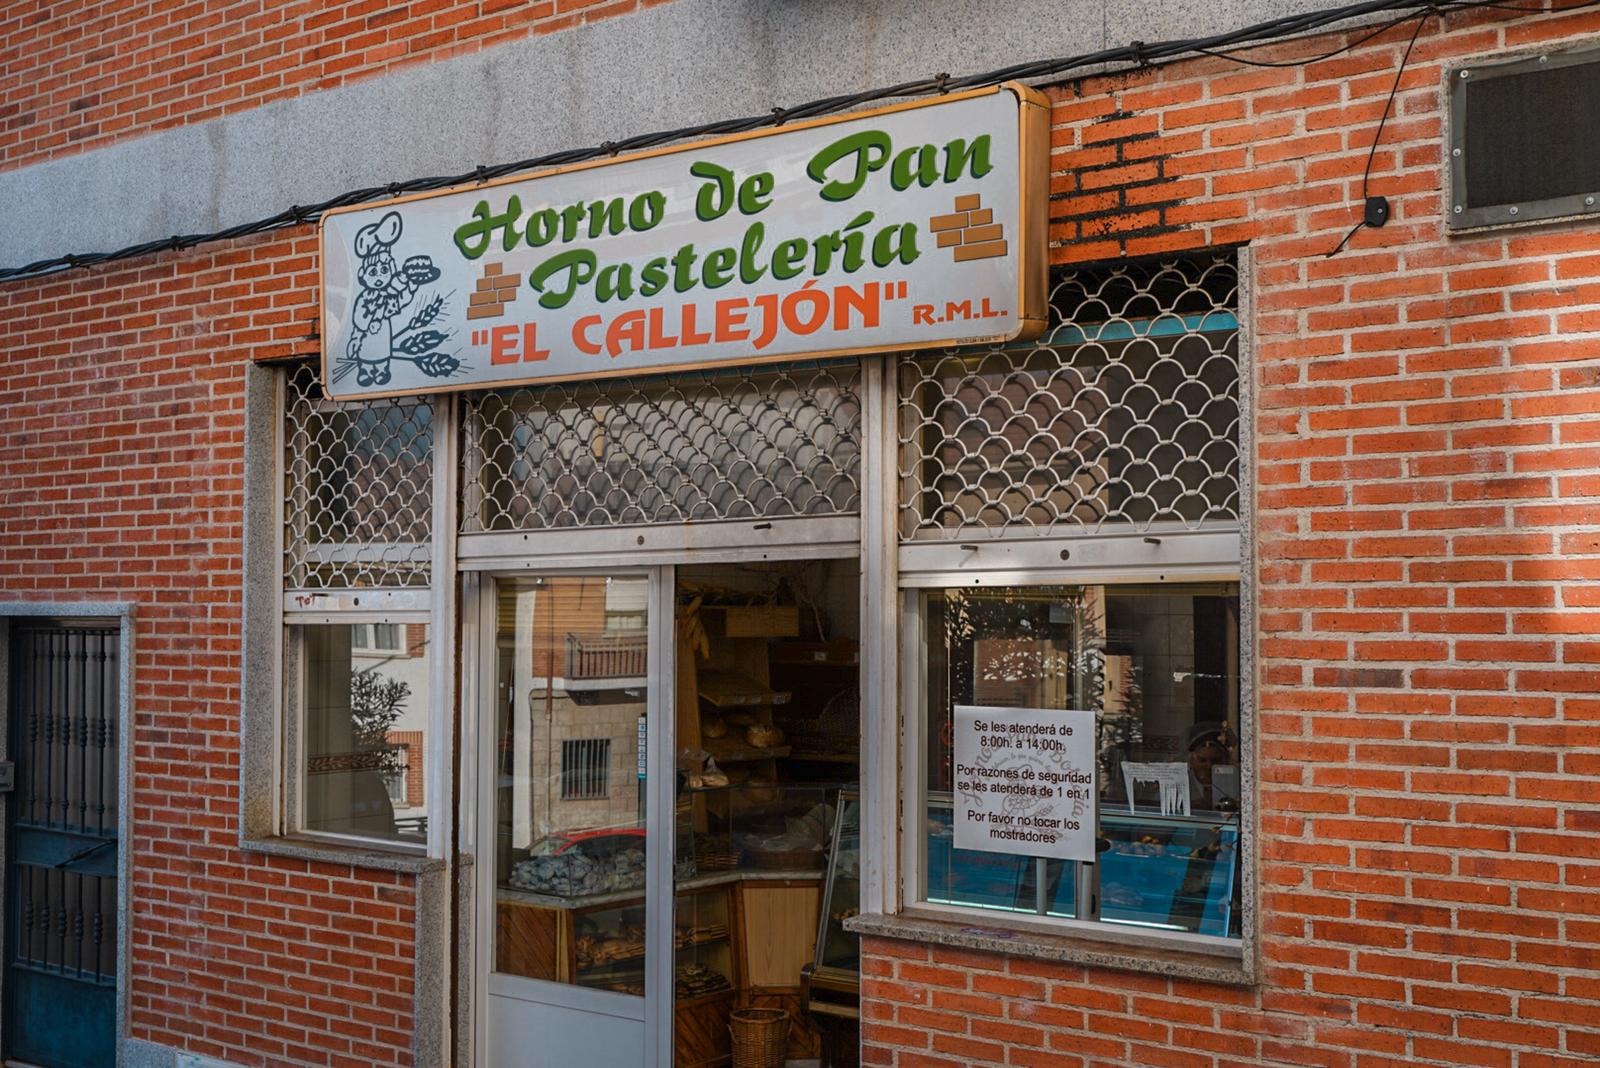 Horno de Pan
Pastelería
"EL CALLEJÓN" R.M.L.
Se les atenderá de
8:00h. a 14:00h.
Por razones de seguridad
se les atenderá de 1 en 1
Por favor no tocar los
mostradores